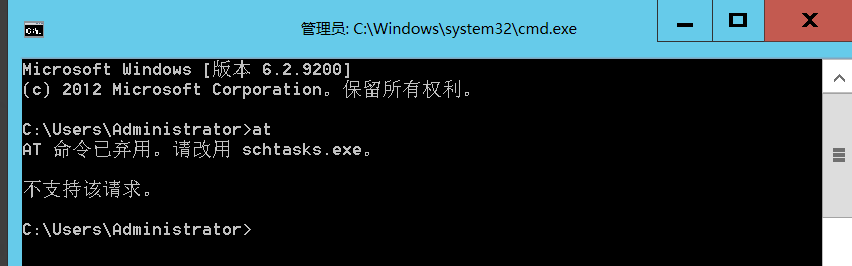 管理员: C:\Windows\system32\cmd.exe
Microsoft Windows [版本 6.2.9200]
(c) 2012 Microsoft Corporation。保留所有权利。
C:\Users\Administrator>at
AT 命令已弃用。请改用 schtasks.exe。
不支持该请求。
C:\Users\Administrator>